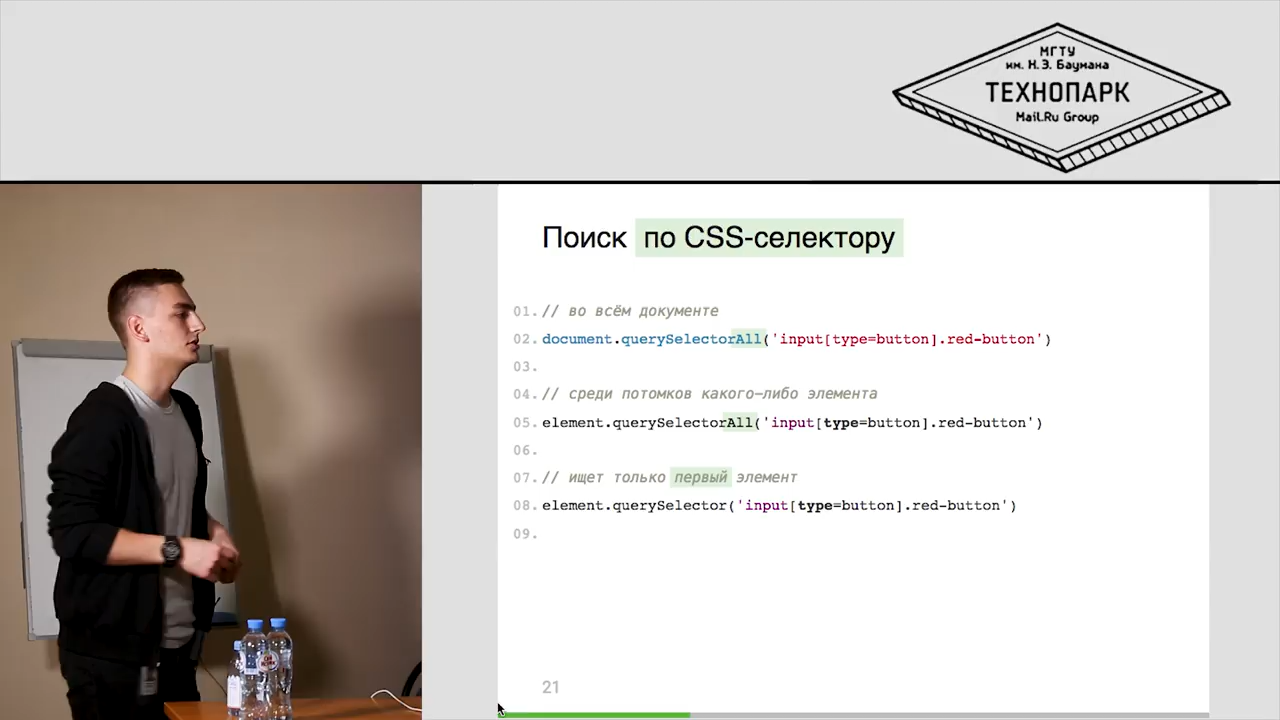 МГТУ
им. Н.Э. Баумана
ТЕХНОПАРК
Mail.Ru Group
Поиск по CSS-селектору
01. // во всём документе
02. document.querySelectorAll('input[type=button].red-button')
03.
04. // среди потомков какого-либо элемента
05. element.querySelectorAll('input[type=button].red-button')
06.
07. // ищет только первый элемент
08. element.querySelector('input[type=button].red-button')
09.
21